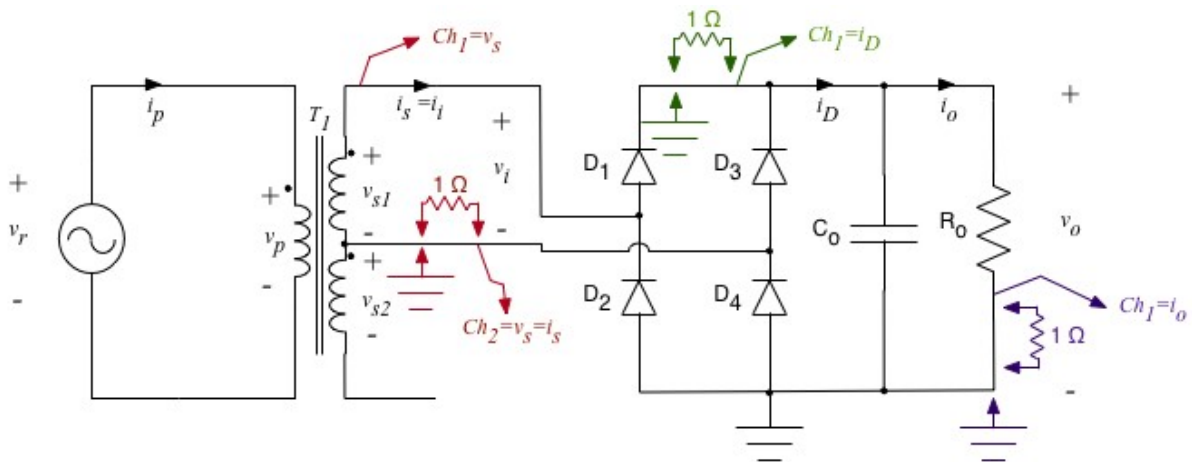 1 Ω
Ch1=vs
Ch1=iD
ip
T1
is =ii
+
iD
io
+
D1
D3
+
vi
+
+
vs1
1 Ω
vr
vp
-
-
Co
Ro
vo
+
-
vs2
D2
D4
-
-
Ch2=vs=is
Ch1=io
1 Ω
-